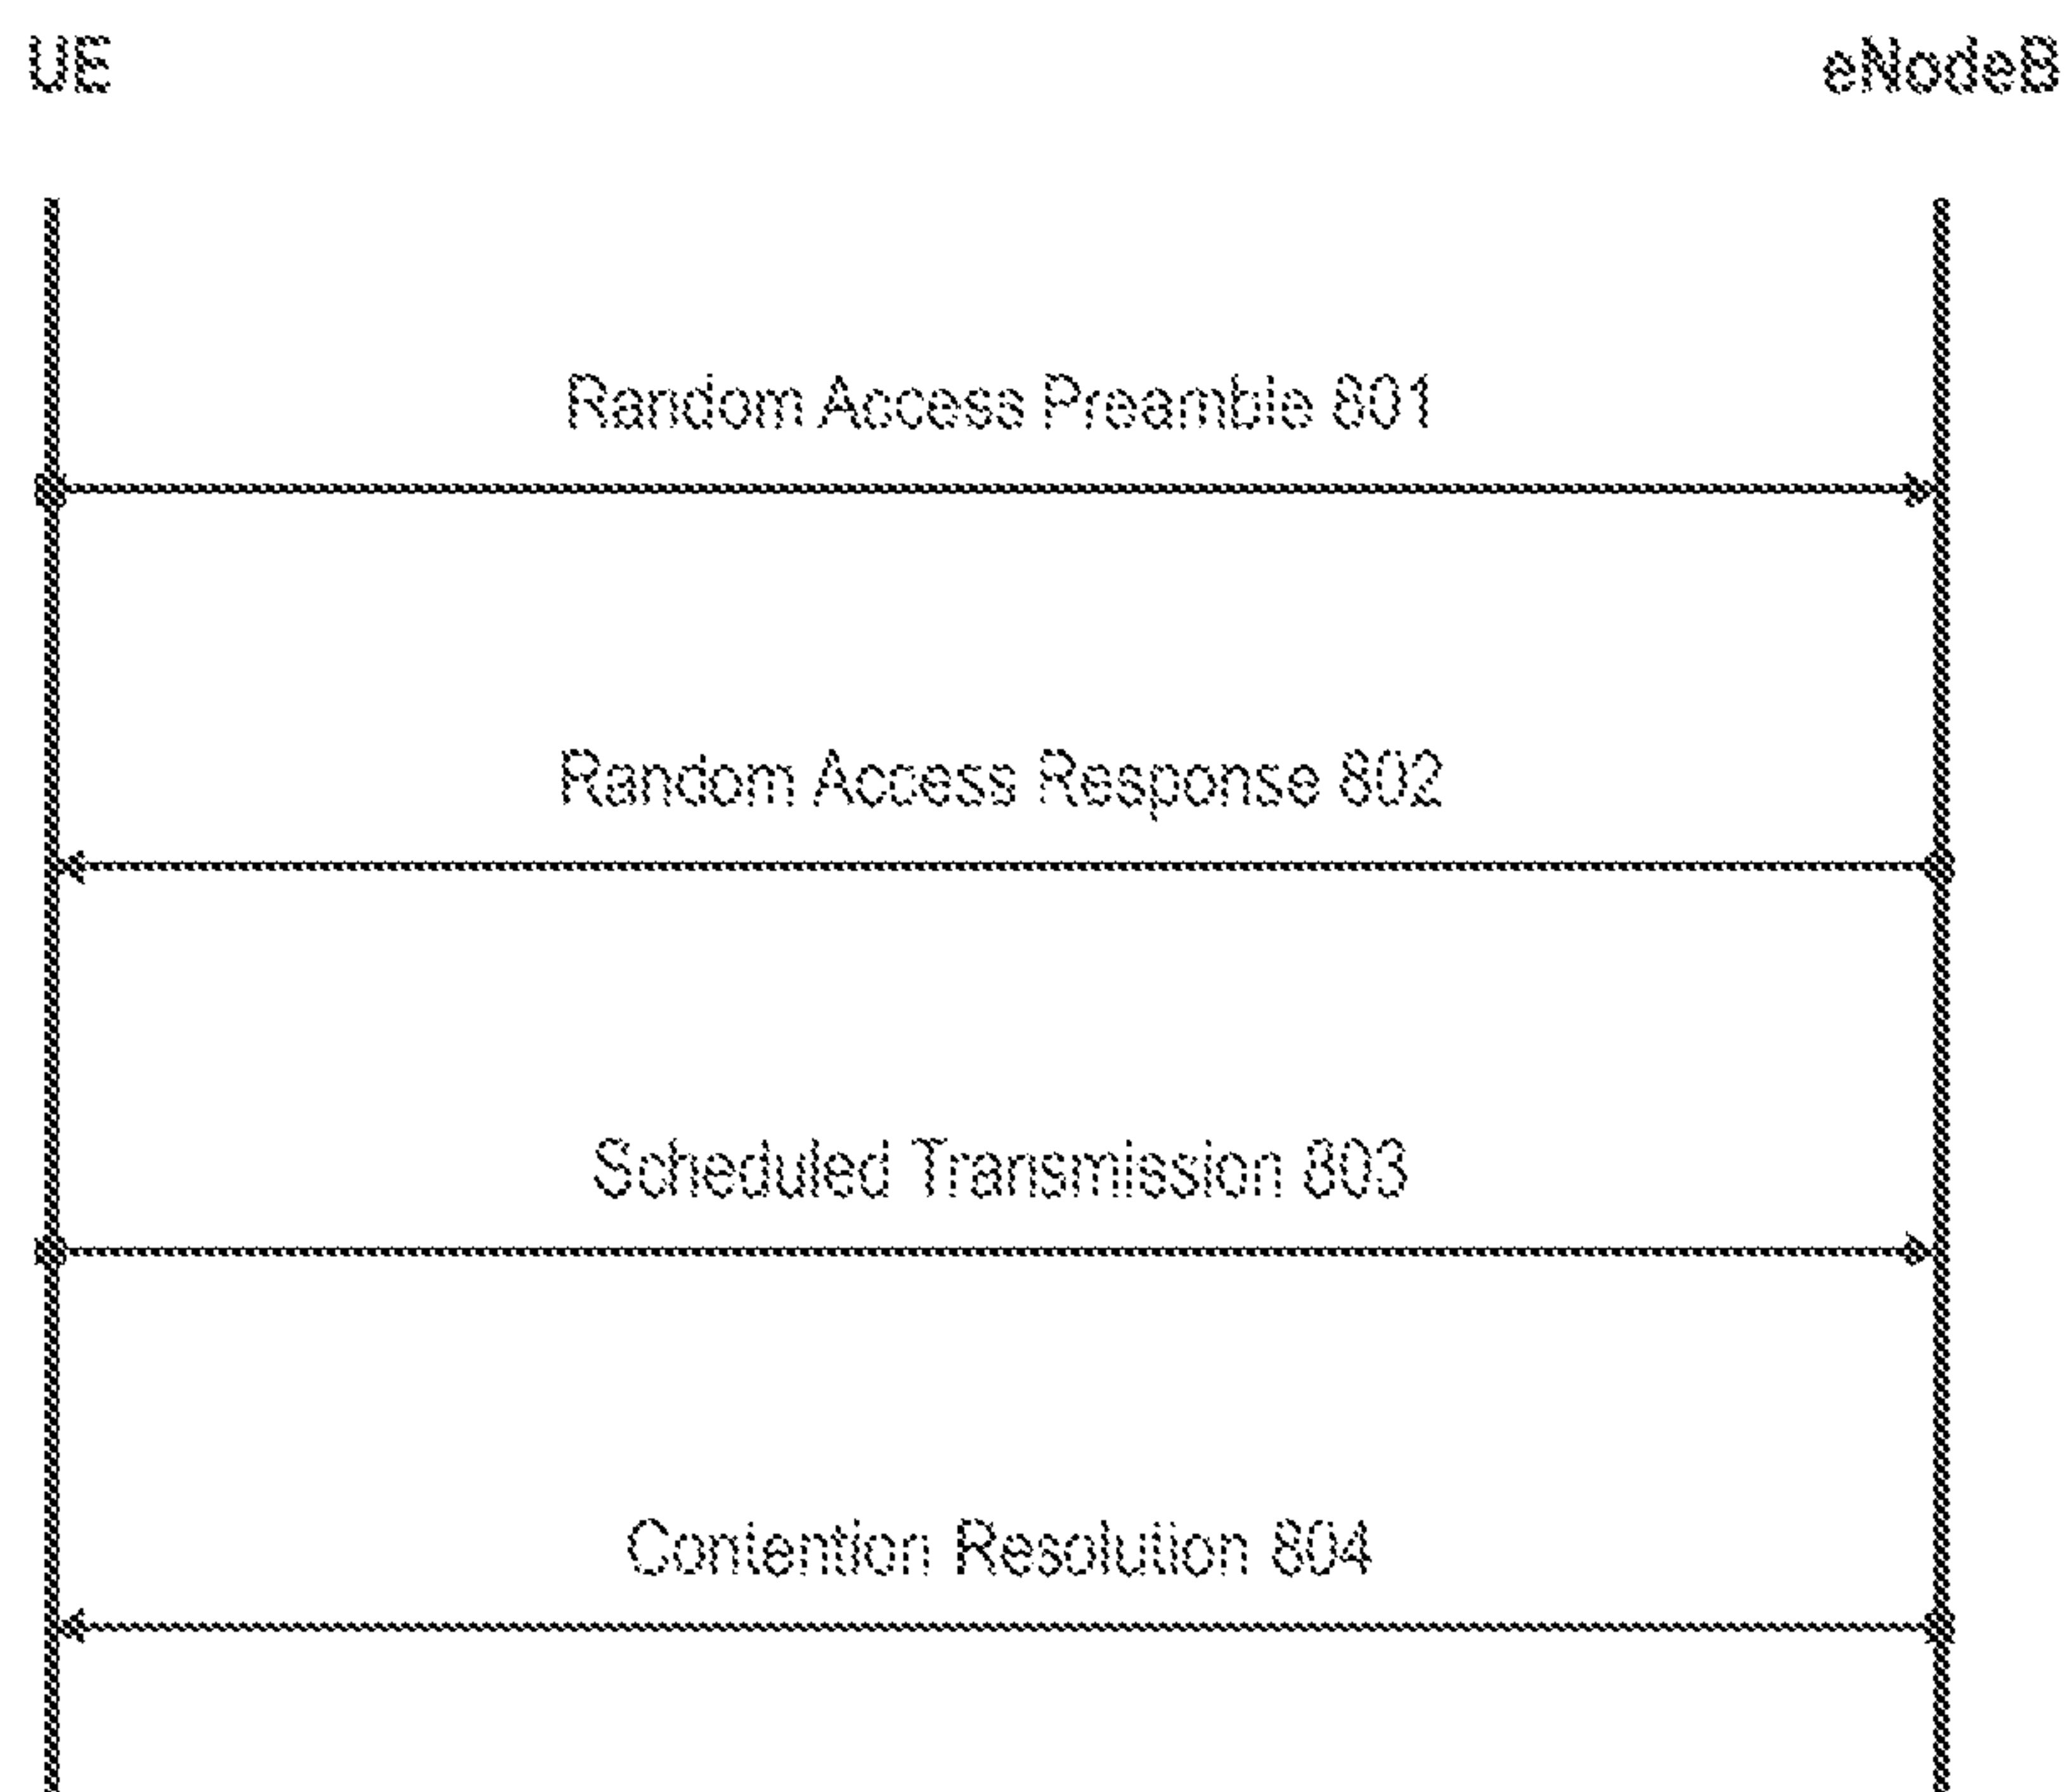 UE
eNodeB
Random Access Preamble 801
Random Access Response 802
Scheduled Transmission 803
Contention Resolution 804